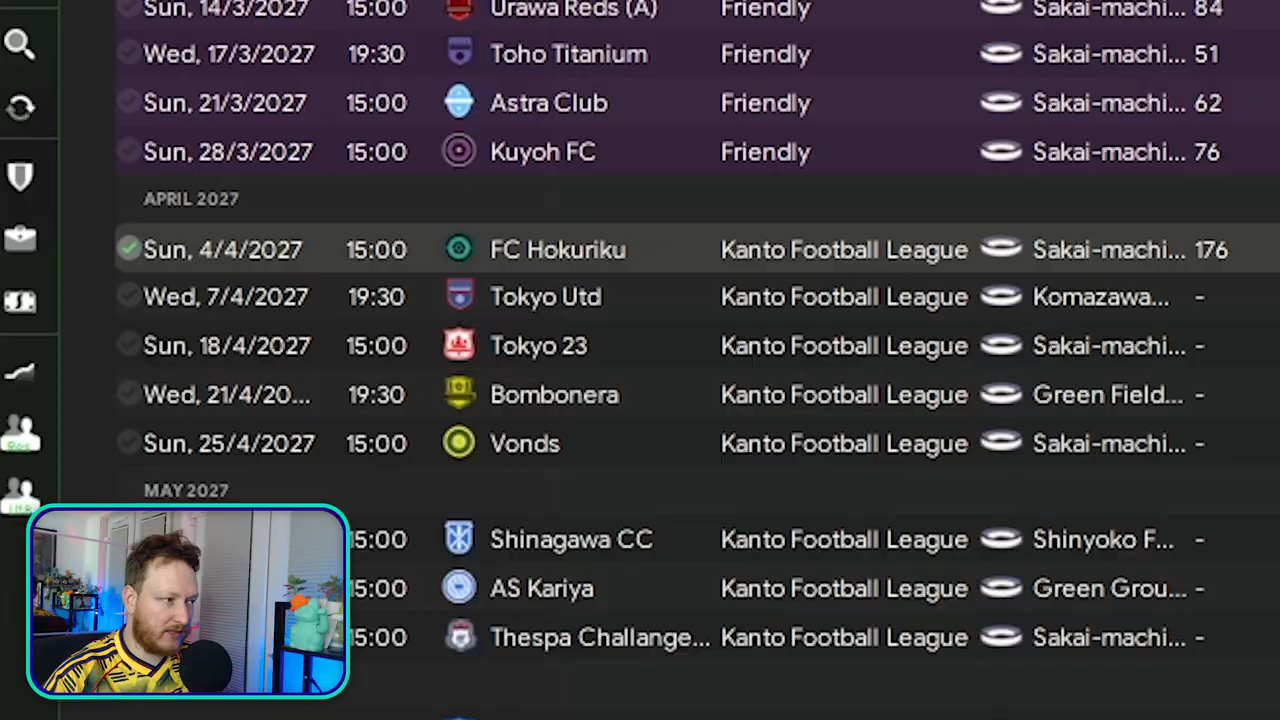 Sun, 14/3/2027 15:00 Urawa Reds (A) Friendly Sakai-machi... 84
Wed, 17/3/2027 19:30 Toho Titanium Friendly Sakai-machi... 51
Sun, 21/3/2027 15:00 Astra Club Friendly Sakai-machi... 62
Sun, 28/3/2027 15:00 Kuyoh FC Friendly Sakai-machi... 76
APRIL 2027
Sun, 4/4/2027 15:00 FC Hokuriku Kanto Football League Sakai-machi... 176
Wed, 7/4/2027 19:30 Tokyo Utd Kanto Football League Komazawa... -
Sun, 18/4/2027 15:00 Tokyo 23 Kanto Football League Sakai-machi... -
Wed, 21/4/20... 19:30 Bombonera Kanto Football League Green Field... -
Sun, 25/4/2027 15:00 Vonds Kanto Football League Sakai-machi... -
MAY 2027
15:00 Shinagawa CC Kanto Football League Shinyoko F... -
15:00 AS Kariya Kanto Football League Green Grou... -
15:00 Thespa Challange... Kanto Football League Sakai-machi... -